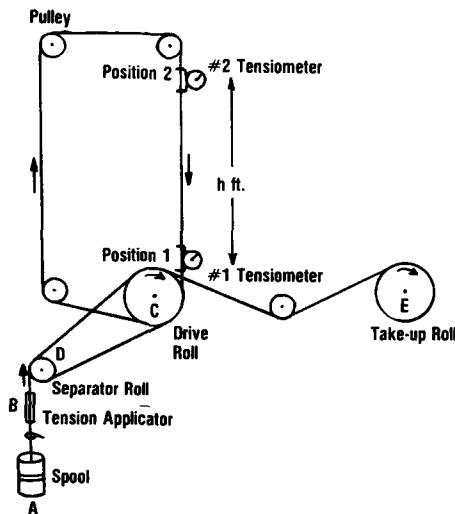 Pulley
Position 2
#2 Tensiometer
h ft.
Position 1
#1 Tensiometer
C
Drive
Roll
E
Take-up Roll
D
Separator Roll
B
Tension Applicator
Spool
A